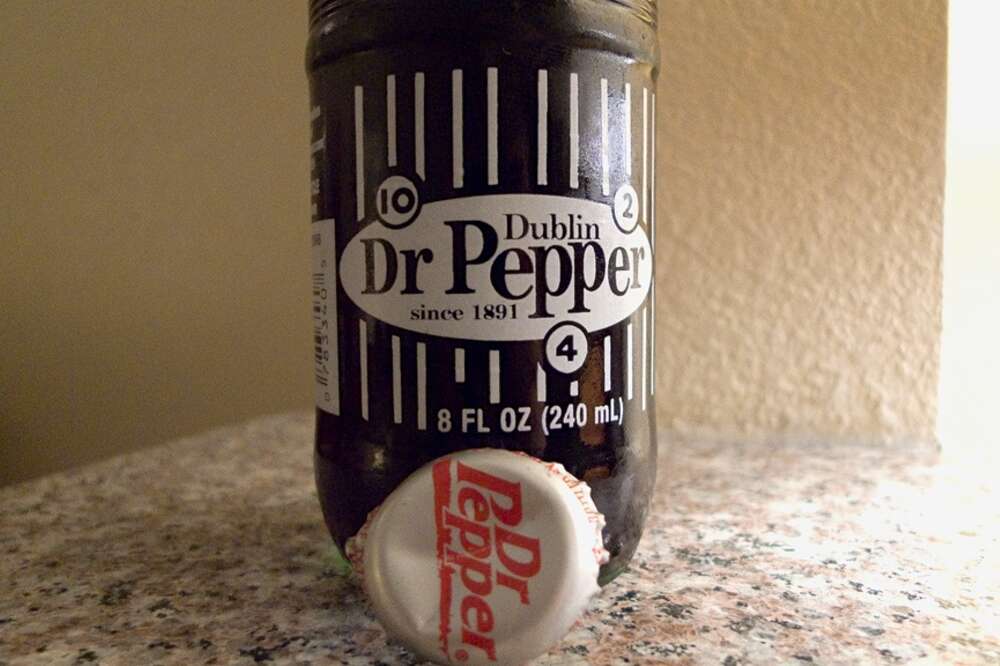 10
2
Dublin
Dr Pepper
since 1891
4
8 FL OZ (240 mL)
Dr
Pepper